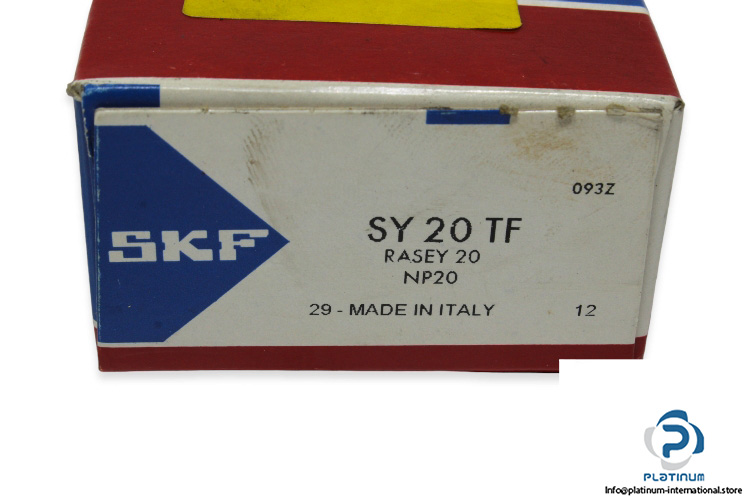 093Z
SKF
SY 20 TF
RASEY 20
NP20
29 - MADE IN ITALY 12
PLATINUM
Info@platinum-international.store